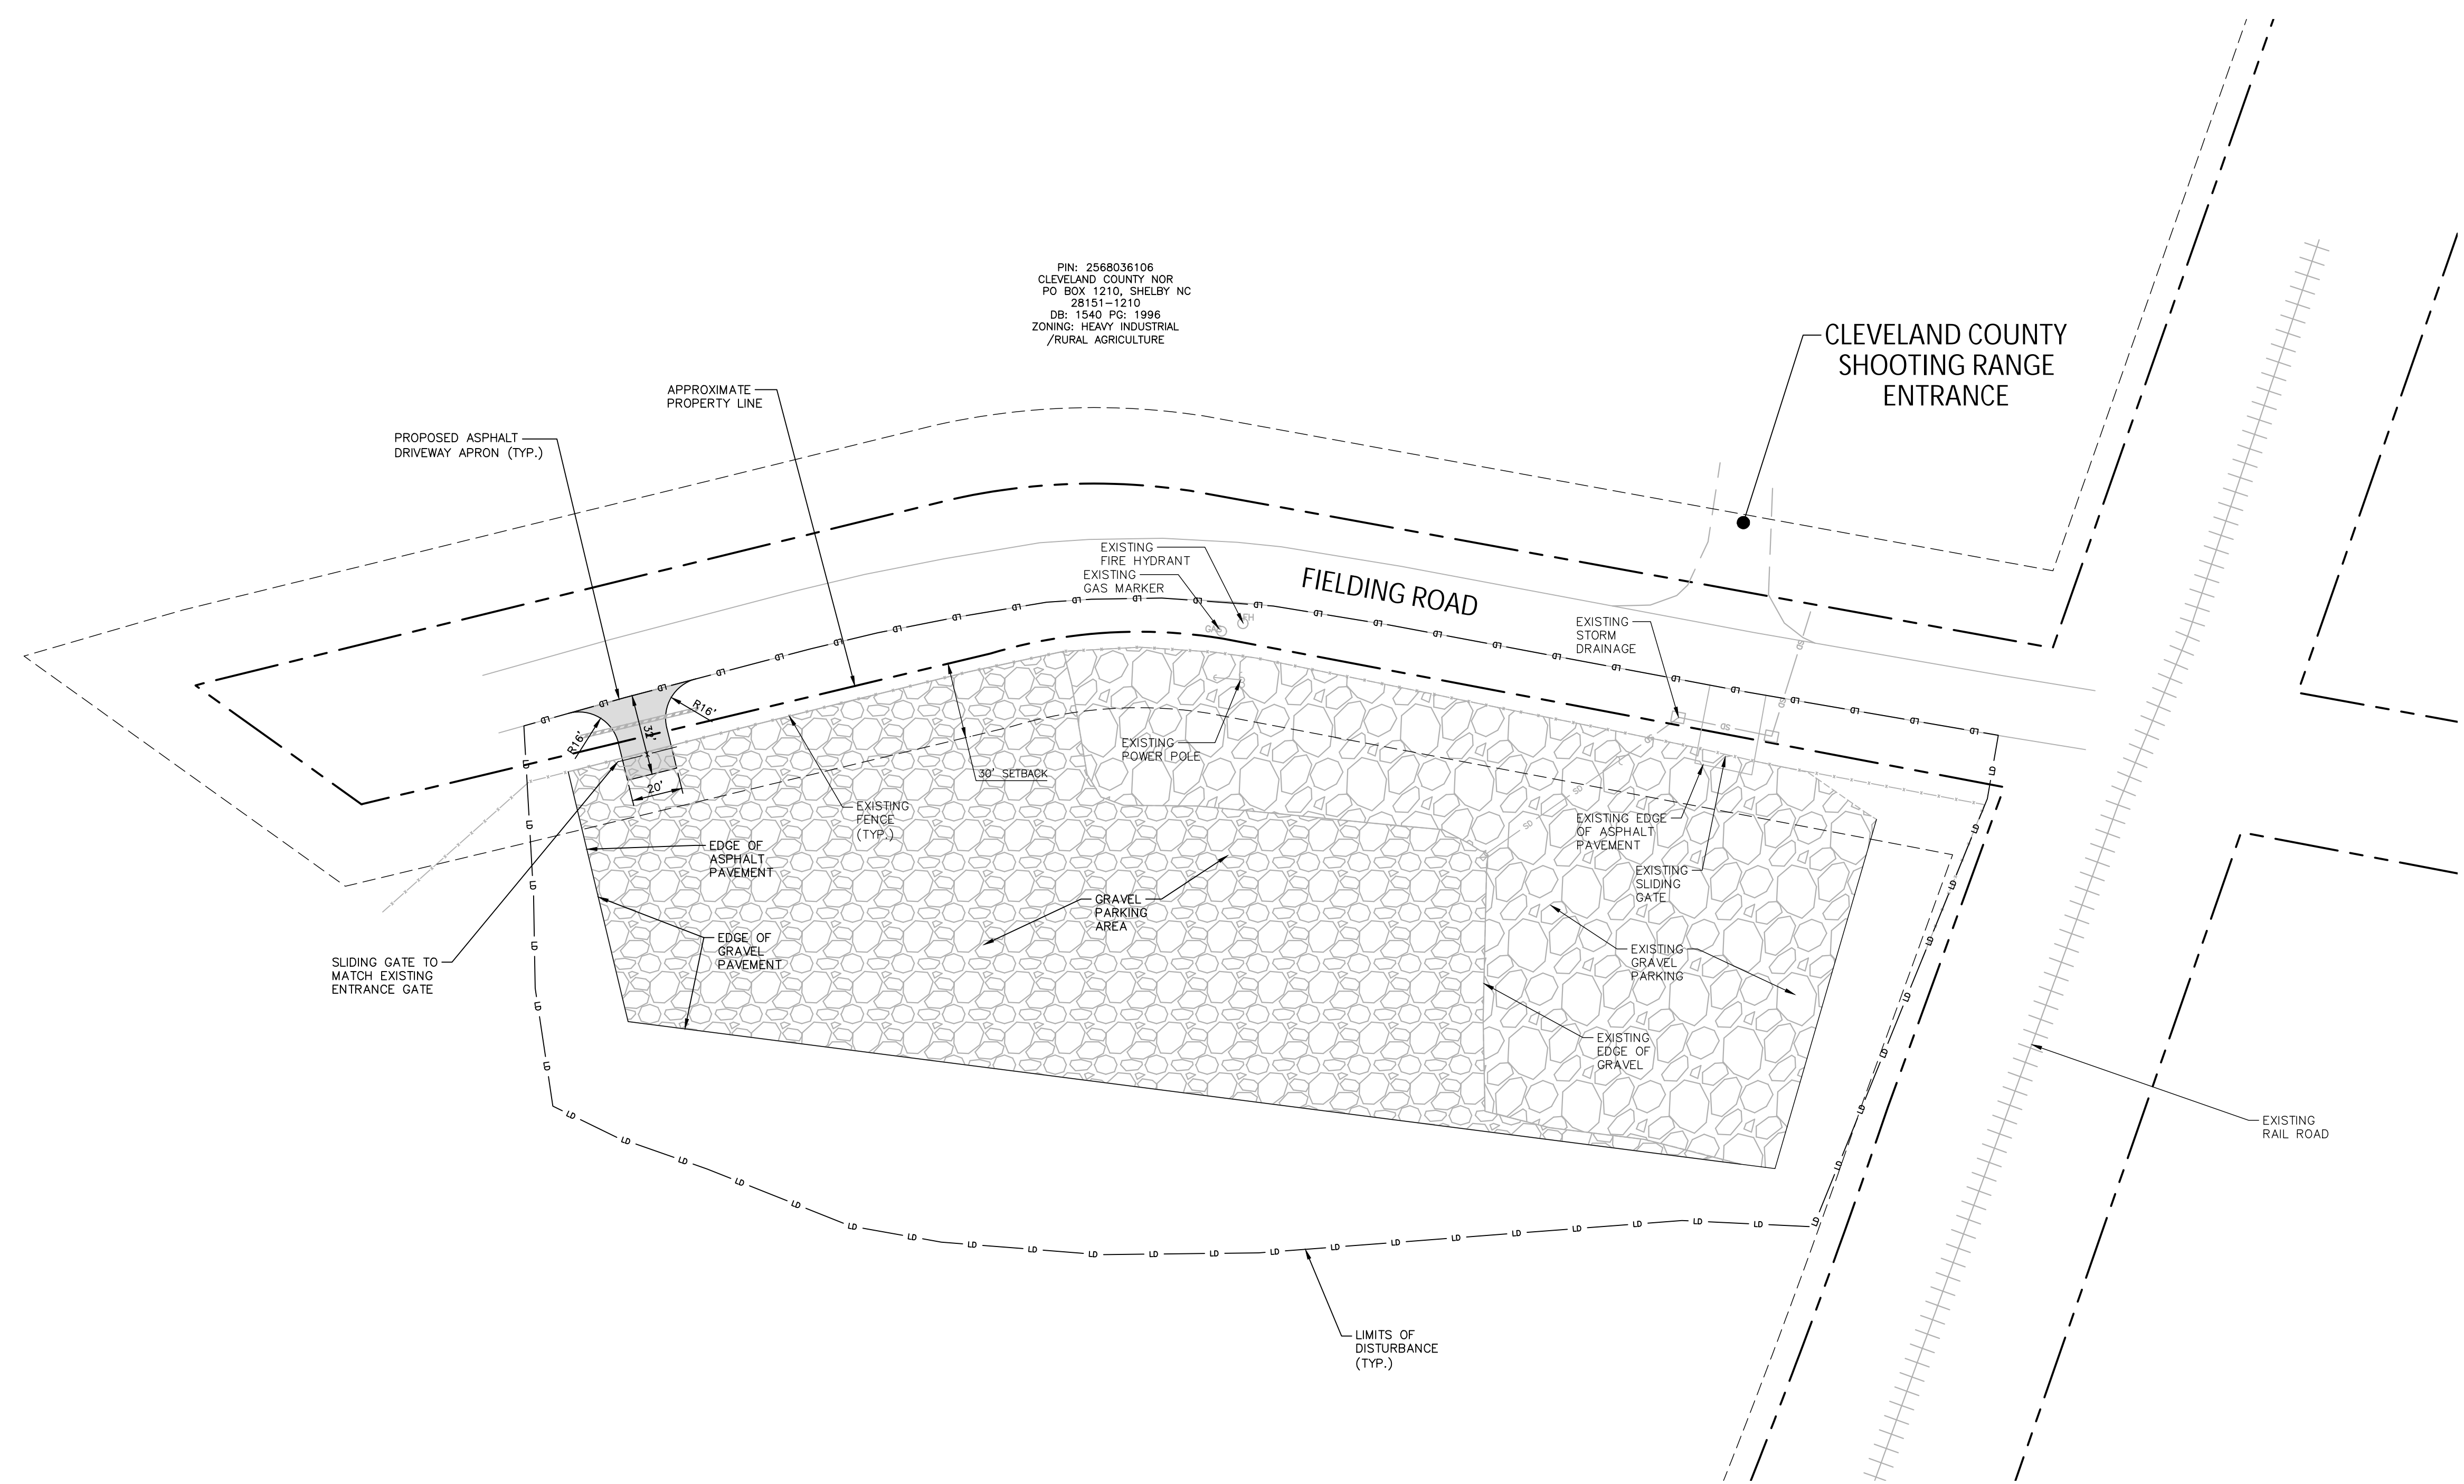 PIN: 2568036106
CLEVELAND COUNTY NOR
PO BOX 1210, SHELBY NC
28151-1210
DB: 1540 PG: 1996
ZONING: HEAVY INDUSTRIAL
/RURAL AGRICULTURE
CLEVELAND COUNTY
SHOOTING RANGE
ENTRANCE
APPROXIMATE
PROPERTY LINE
PROPOSED ASPHALT
DRIVEWAY APRON (TYP.)
EXISTING
FIRE HYDRANT
EXISTING
GAS MARKER
FIELDING ROAD
GAS
FH
EXISTING
STORM
DRAINAGE
R16'
R16'
20'
30' SETBACK
EXISTING
POWER POLE
EXISTING
FENCE
(TYP.)
EXISTING EDGE
OF ASPHALT
PAVEMENT
EDGE OF
ASPHALT
PAVEMENT
EXISTING
SLIDING
GATE
GRAVEL
PARKING
AREA
EDGE OF
GRAVEL
PAVEMENT
EXISTING
GRAVEL
PARKING
SLIDING GATE TO
MATCH EXISTING
ENTRANCE GATE
EXISTING
EDGE OF
GRAVEL
EXISTING
RAIL ROAD
LIMITS OF
DISTURBANCE
(TYP.)
LD
SD